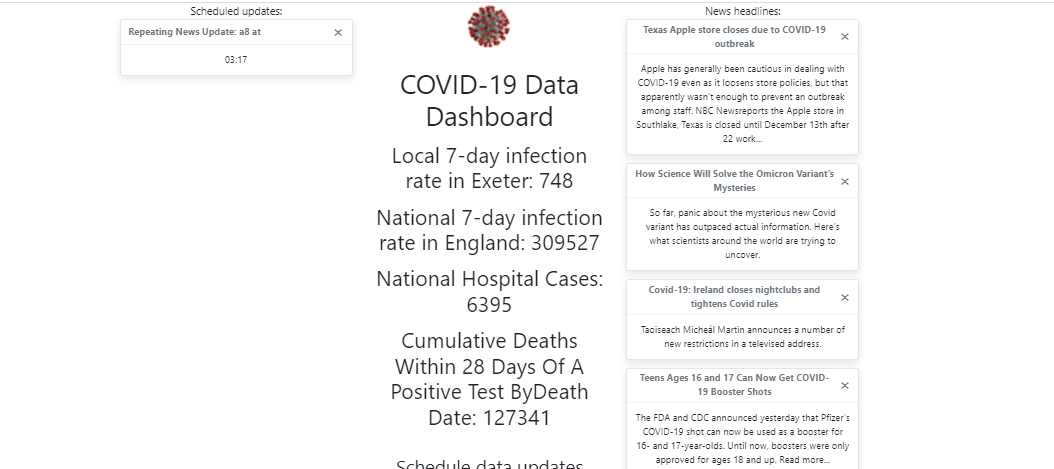 Scheduled updates:
Repeating News Update: a8 at
03:17
COVID-19 Data
Dashboard
Local 7-day infection
rate in Exeter: 748
National 7-day infection
rate in England: 309527
National Hospital Cases:
6395
Cumulative Deaths
Within 28 Days Of A
Positive Test ByDeath
Date: 127341
Schedule data updates
News headlines:
Texas Apple store closes due to COVID-19
outbreak
Apple has generally been cautious in dealing with
COVID-19 even as it loosens store policies, but that
apparently wasn't enough to prevent an outbreak
among staff. NBC Newsreports the Apple store in
Southlake, Texas is closed until December 13th after
22 work...
How Science Will Solve the Omicron Variant's
Mysteries
So far, panic about the mysterious new Covid
variant has outpaced actual information. Here's
what scientists around the world are trying to
uncover.
Covid-19: Ireland closes nightclubs and
tightens Covid rules
Taoiseach Micheál Martin announces a number of
new restrictions in a televised address.
Teens Ages 16 and 17 Can Now Get COVID-
19 Booster Shots
The FDA and CDC announced yesterday that Pfizer's
COVID-19 shot can now be used as a booster for
16- and 17-year-olds. Until now, boosters were only
approved for ages 18 and up. Read more...